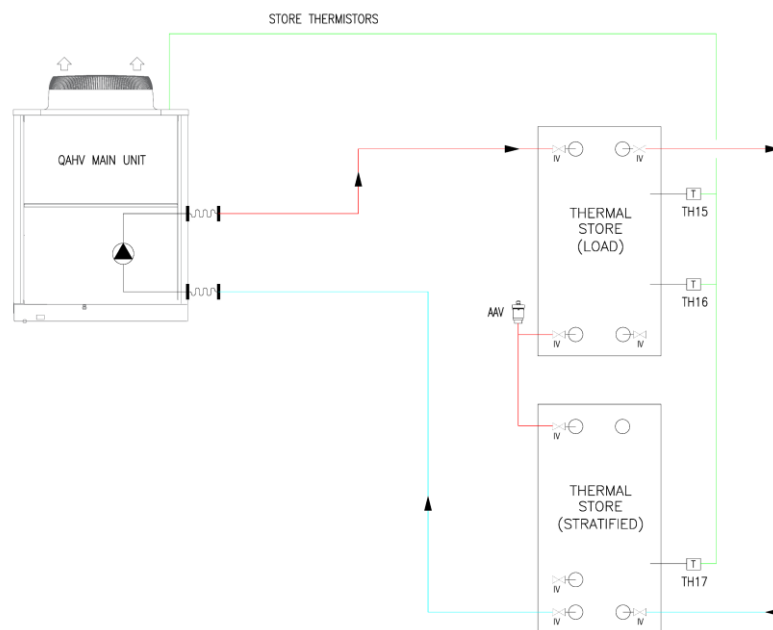 STORE THERMISTORS
QAHV MAIN UNIT
IV
IV
T
TH15
THERMAL
STORE
(LOAD)
T
TH16
AAV
IV
IV
IV
THERMAL
STORE
(STRATIFIED)
T
TH17
IV
IV
IV